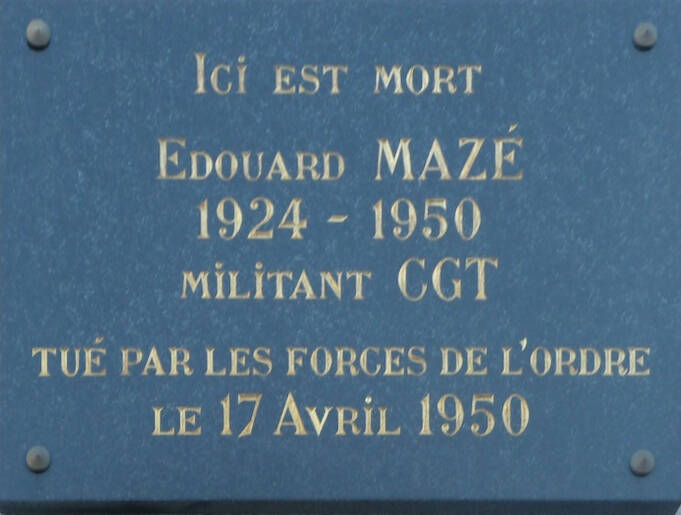 Ici est mort
Edouard MAZÉ
1924 - 1950
militant CGT
tué par les forces de l'ordre
le 17 Avril 1950